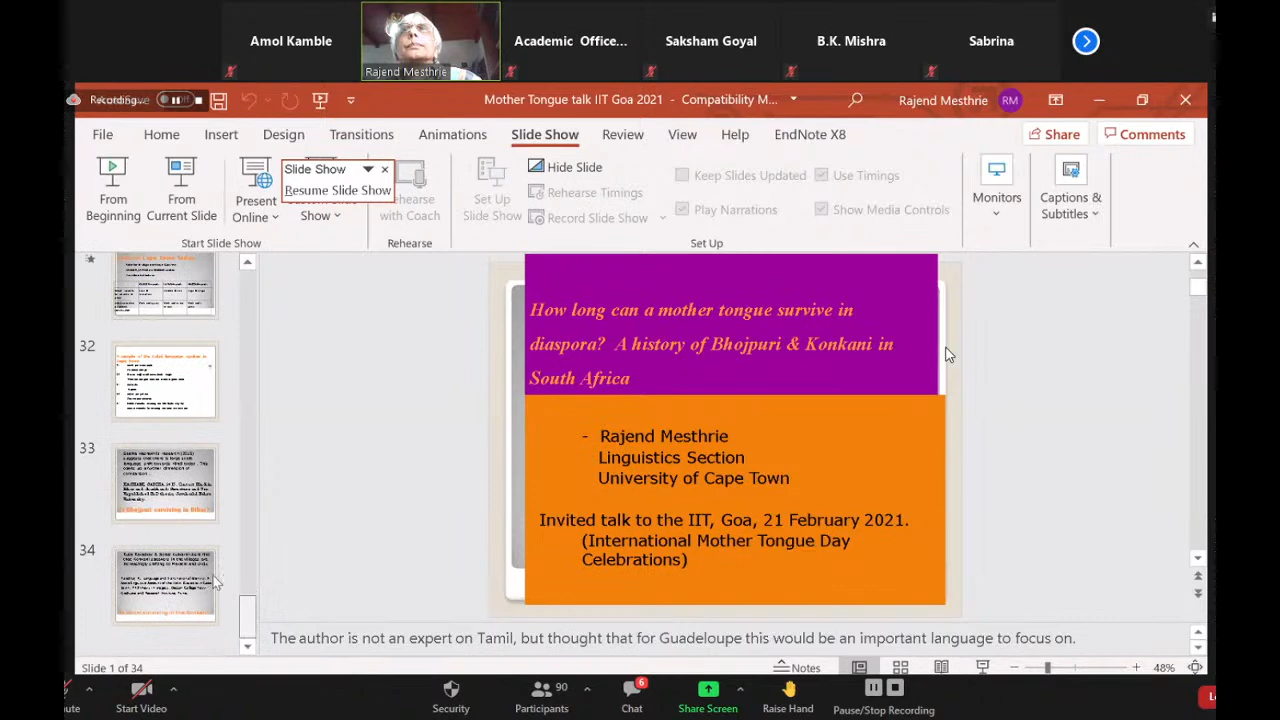 Amol Kamble
Rajend Mesthrie
Academic Office...
Saksham Goyal
B.K. Mishra
Sabrina
Recording...
Mother Tongue talk IIT Goa 2021 - Compatibility M...
Rajend Mesthrie RM
File Home Insert Design Transitions Animations Slide Show Review View Help EndNote X8 Share Comments
From Beginning
From Current Slide
Present Online
Slide Show
Resume Slide Show
Show
Rehearse with Coach
Set Up Slide Show
Hide Slide
Rehearse Timings
Record Slide Show
Keep Slides Updated
Play Narrations
Use Timings
Show Media Controls
Monitors
Captions & Subtitles
Start Slide Show
Rehearse
Set Up
32
33
34
How long can a mother tongue survive in
diaspora? A history of Bhojpuri & Konkani in
South Africa
- Rajend Mesthrie
Linguistics Section
University of Cape Town
Invited talk to the IIT, Goa, 21 February 2021.
(International Mother Tongue Day
Celebrations)
The author is not an expert on Tamil, but thought that for Guadeloupe this would be an important language to focus on.
Slide 1 of 34
Notes
48%
Start Video
Security
Participants
90
Chat
6
Share Screen
Raise Hand
Pause/Stop Recording